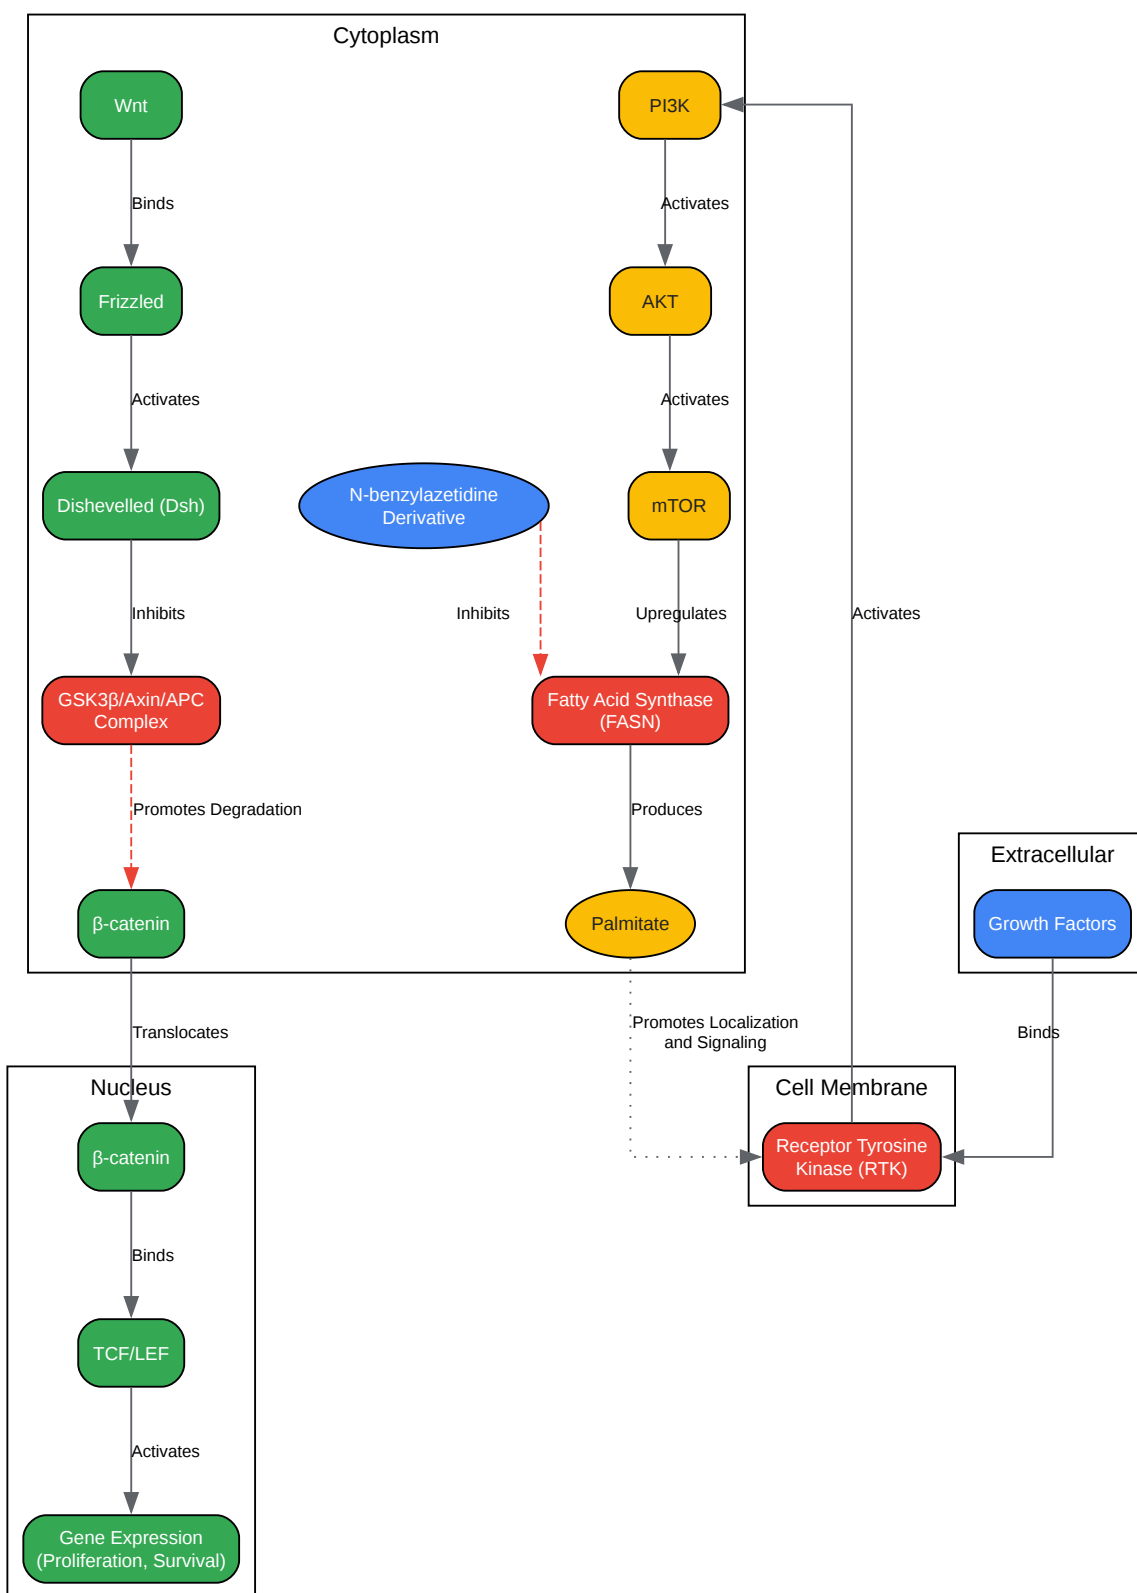 Cytoplasm
Wnt
PI3K
Binds
Activates
Frizzled
AKT
Activates
Activates
Dishevelled (Dsh)
N-benzylazetidine
Derivative
mTOR
Inhibits
Inhibits
Upregulates
Activates
GSK3β/Axin/APC
Complex
Fatty Acid Synthase
(FASN)
Promotes Degradation
Produces
Extracellular
β-catenin
Palmitate
Growth Factors
Translocates
Promotes Localization
and Signaling
Binds
Nucleus
Cell Membrane
β-catenin
Receptor Tyrosine
Kinase (RTK)
Binds
TCF/LEF
Activates
Gene Expression
(Proliferation, Survival)